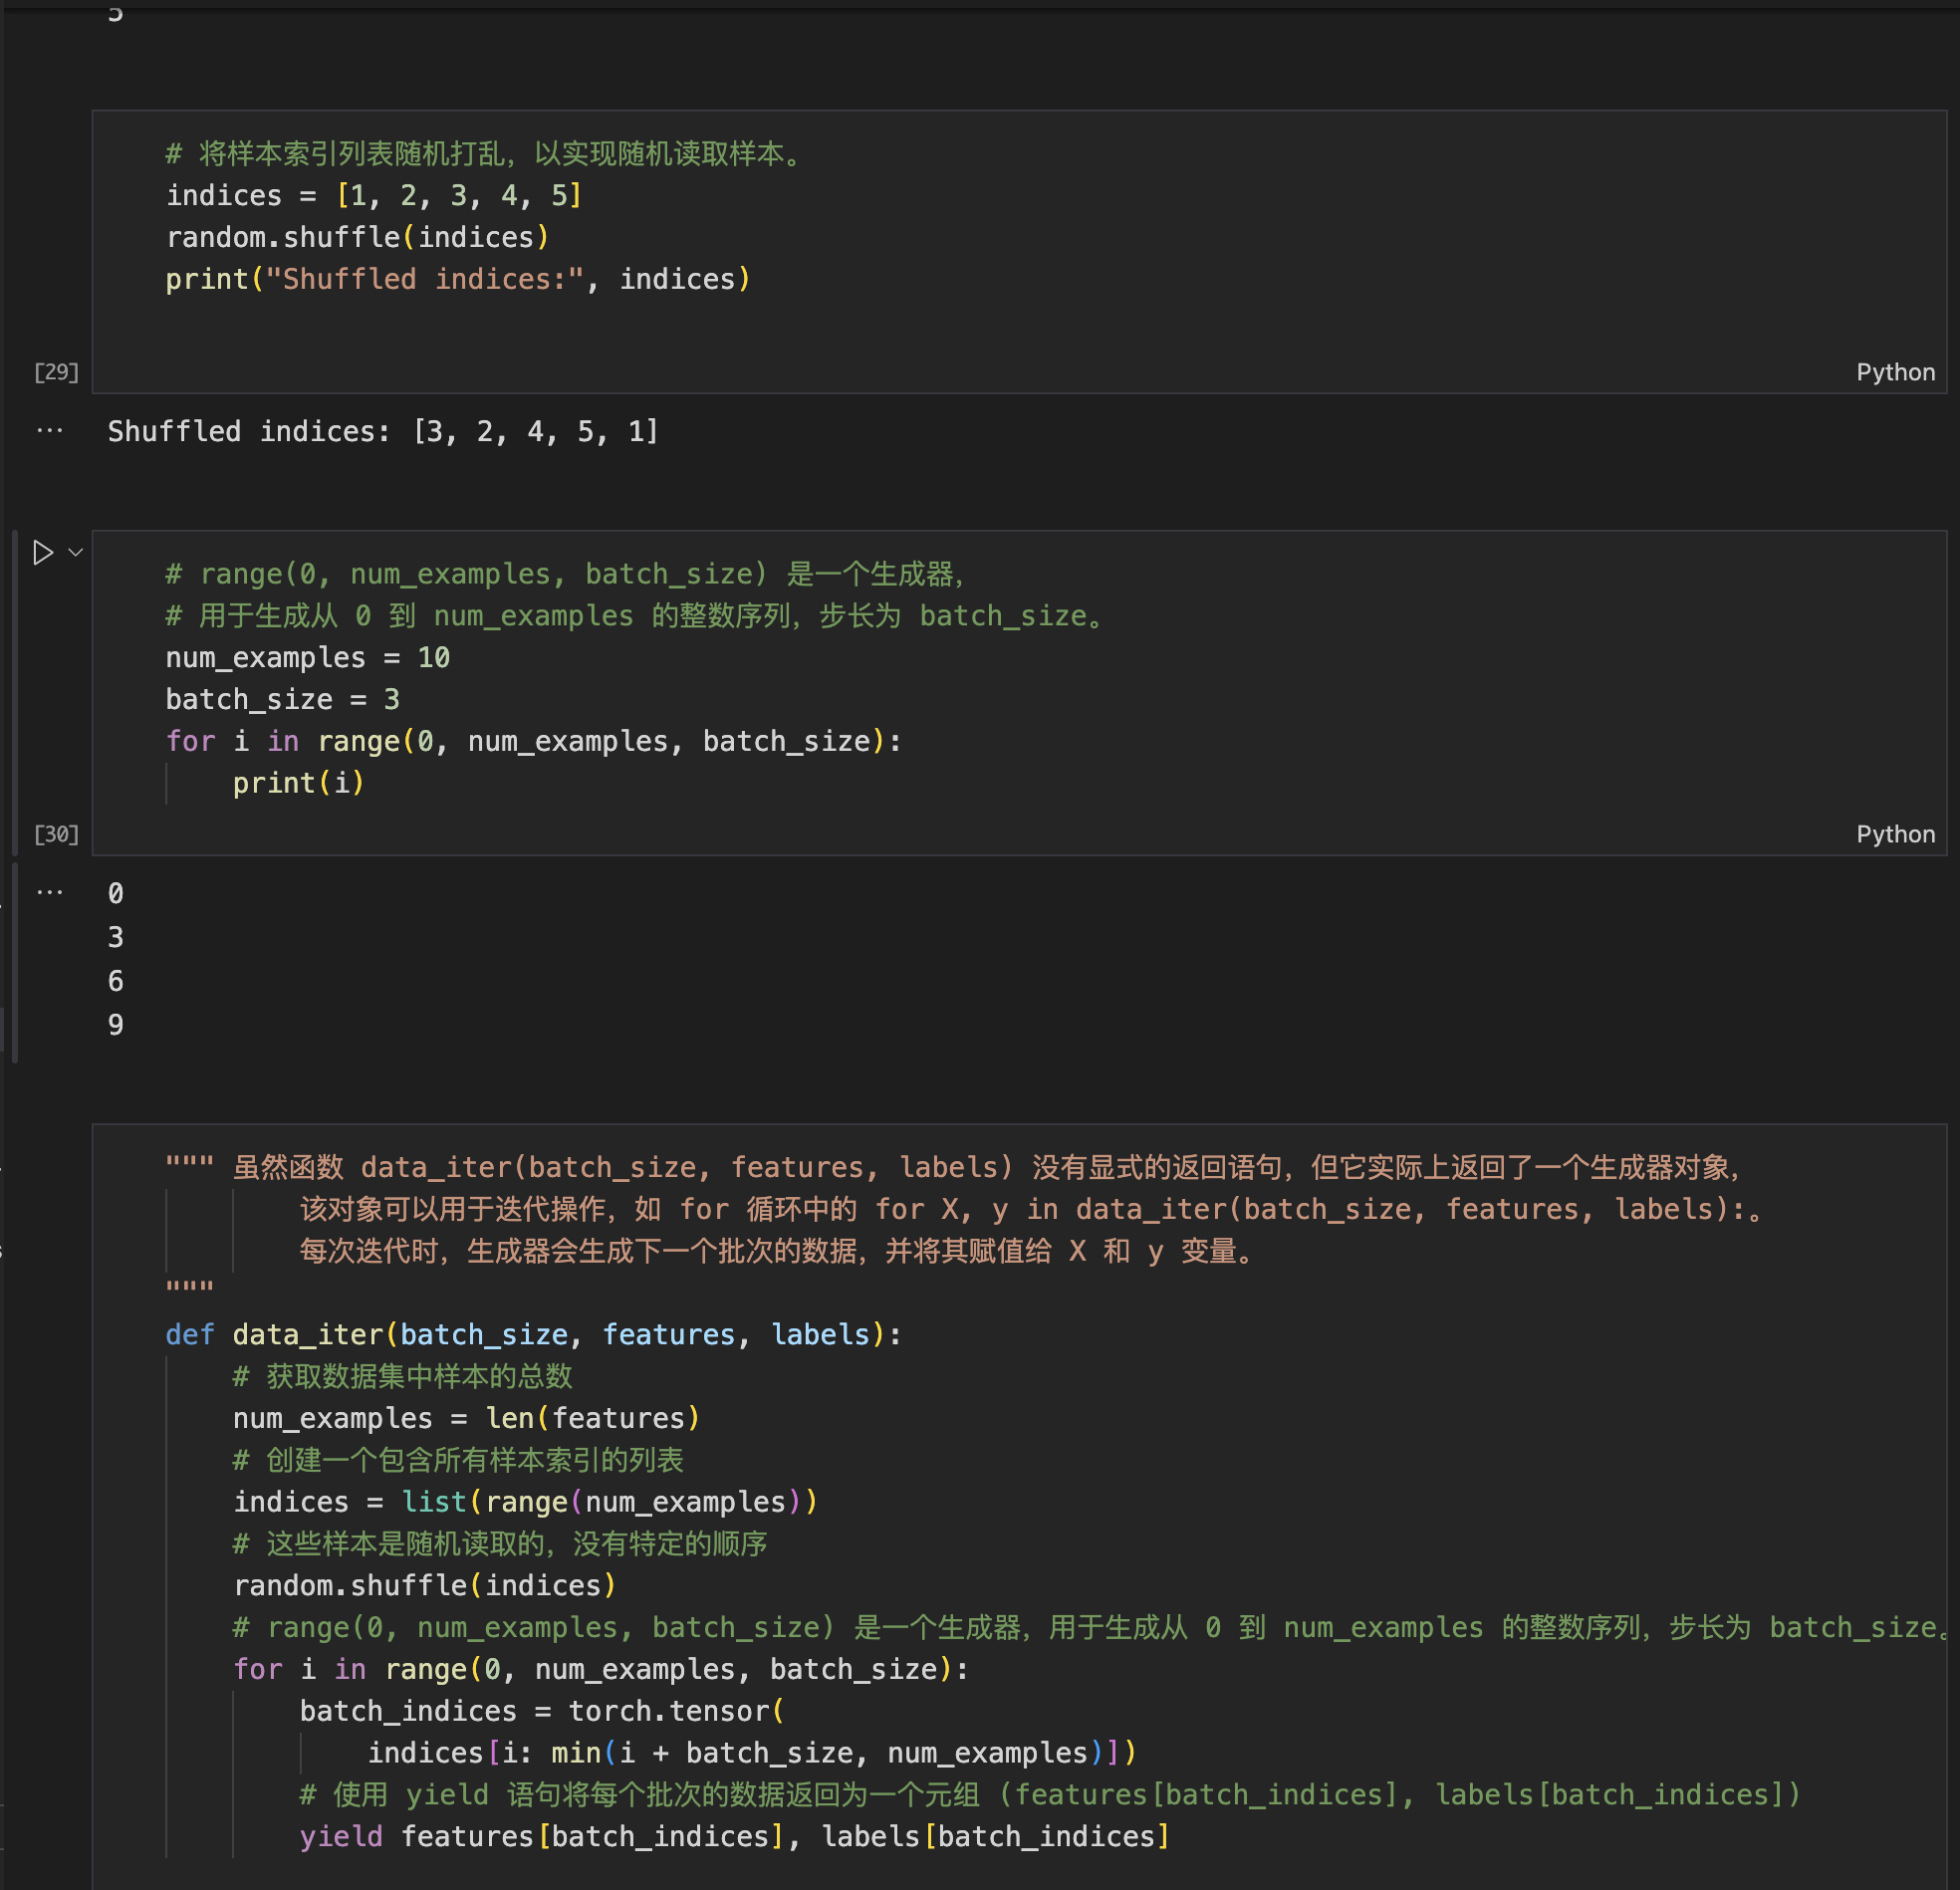 5
# 将样本索引列表随机打乱，以实现随机读取样本。
indices = [1, 2, 3, 4, 5]
random.shuffle(indices)
print("Shuffled indices:", indices)
[29]
Python
Shuffled indices: [3, 2, 4, 5, 1]
# range(0, num_examples, batch_size) 是一个生成器，
# 用于生成从 0 到 num_examples 的整数序列，步长为 batch_size。
num_examples = 10
batch_size = 3
for i in range(0, num_examples, batch_size):
    print(i)
[30]
Python
0
3
6
9
""" 虽然函数 data_iter(batch_size, features, labels) 没有显式的返回语句，但它实际上返回了一个生成器对象，
        该对象可以用于迭代操作，如 for 循环中的 for X, y in data_iter(batch_size, features, labels):。
        每次迭代时，生成器会生成下一个批次的数据，并将其赋值给 X 和 y 变量。
"""
def data_iter(batch_size, features, labels):
    # 获取数据集中样本的总数
    num_examples = len(features)
    # 创建一个包含所有样本索引的列表
    indices = list(range(num_examples))
    # 这些样本是随机读取的，没有特定的顺序
    random.shuffle(indices)
    # range(0, num_examples, batch_size) 是一个生成器，用于生成从 0 到 num_examples 的整数序列，步长为 batch_size。
    for i in range(0, num_examples, batch_size):
        batch_indices = torch.tensor(
            indices[i: min(i + batch_size, num_examples)])
        # 使用 yield 语句将每个批次的数据返回为一个元组 (features[batch_indices], labels[batch_indices])
        yield features[batch_indices], labels[batch_indices]